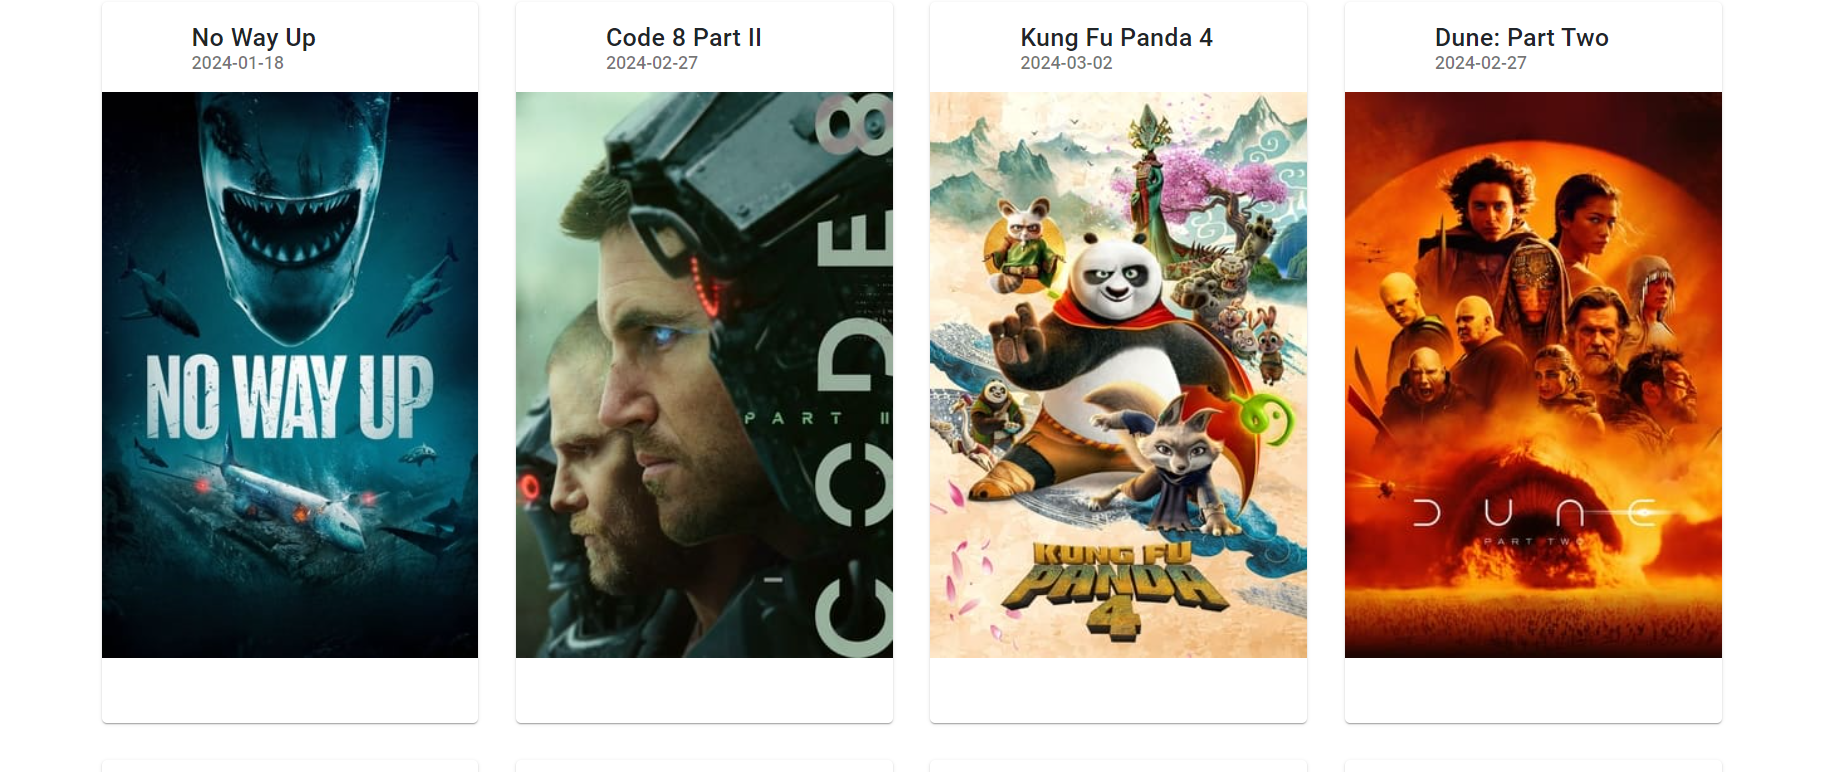 No Way Up
2024-01-18
NO WAY UP
Code 8 Part II
2024-02-27
CODE 8
PART II
Kung Fu Panda 4
2024-03-02
KUNG FU
PANDA
4
Dune: Part Two
2024-02-27
DUNE
PART TWO